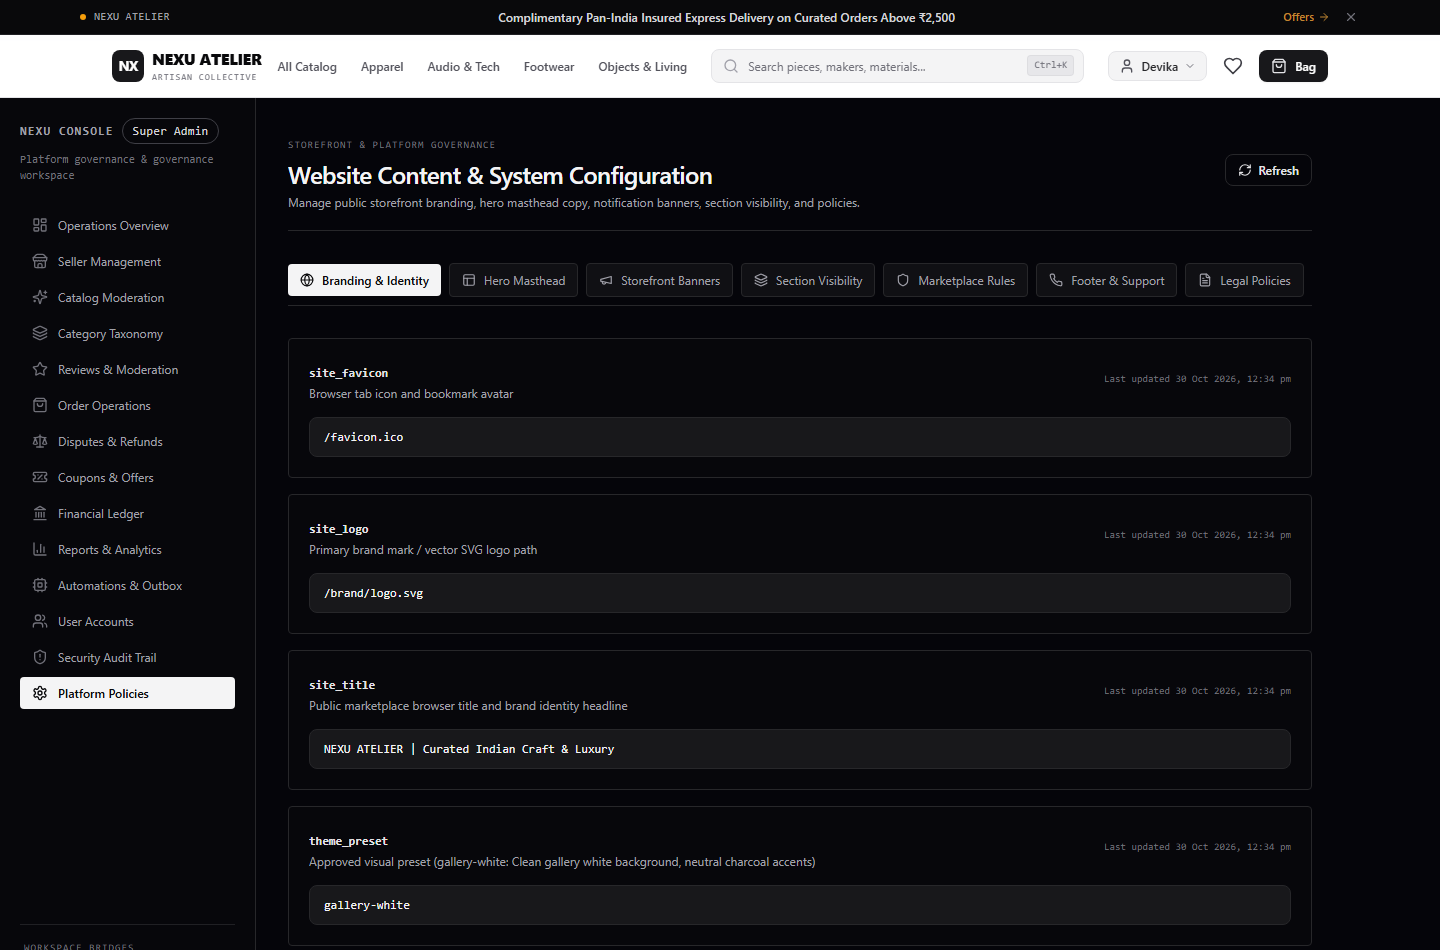 NEXU ATELIER
Complimentary Pan-India Insured Express Delivery on Curated Orders Above ₹2,500
Offers →
NX
NEXU ATELIER
ARTISAN COLLECTIVE
All Catalog
Apparel
Audio & Tech
Footwear
Objects & Living
Search pieces, makers, materials...
Ctrl+K
Devika
Bag
NEXU CONSOLE
Super Admin
Platform governance & governance
workspace
Operations Overview
Seller Management
Catalog Moderation
Category Taxonomy
Reviews & Moderation
Order Operations
Disputes & Refunds
Coupons & Offers
Financial Ledger
Reports & Analytics
Automations & Outbox
User Accounts
Security Audit Trail
Platform Policies
WORKSPACE BRIDGES
STOREFRONT & PLATFORM GOVERNANCE
Website Content & System Configuration
Manage public storefront branding, hero masthead copy, notification banners, section visibility, and policies.
Refresh
Branding & Identity
Hero Masthead
Storefront Banners
Section Visibility
Marketplace Rules
Footer & Support
Legal Policies
site_favicon
Last updated 30 Oct 2026, 12:34 pm
Browser tab icon and bookmark avatar
/favicon.ico
site_logo
Last updated 30 Oct 2026, 12:34 pm
Primary brand mark / vector SVG logo path
/brand/logo.svg
site_title
Last updated 30 Oct 2026, 12:34 pm
Public marketplace browser title and brand identity headline
NEXU ATELIER | Curated Indian Craft & Luxury
theme_preset
Last updated 30 Oct 2026, 12:34 pm
Approved visual preset (gallery-white: Clean gallery white background, neutral charcoal accents)
gallery-white